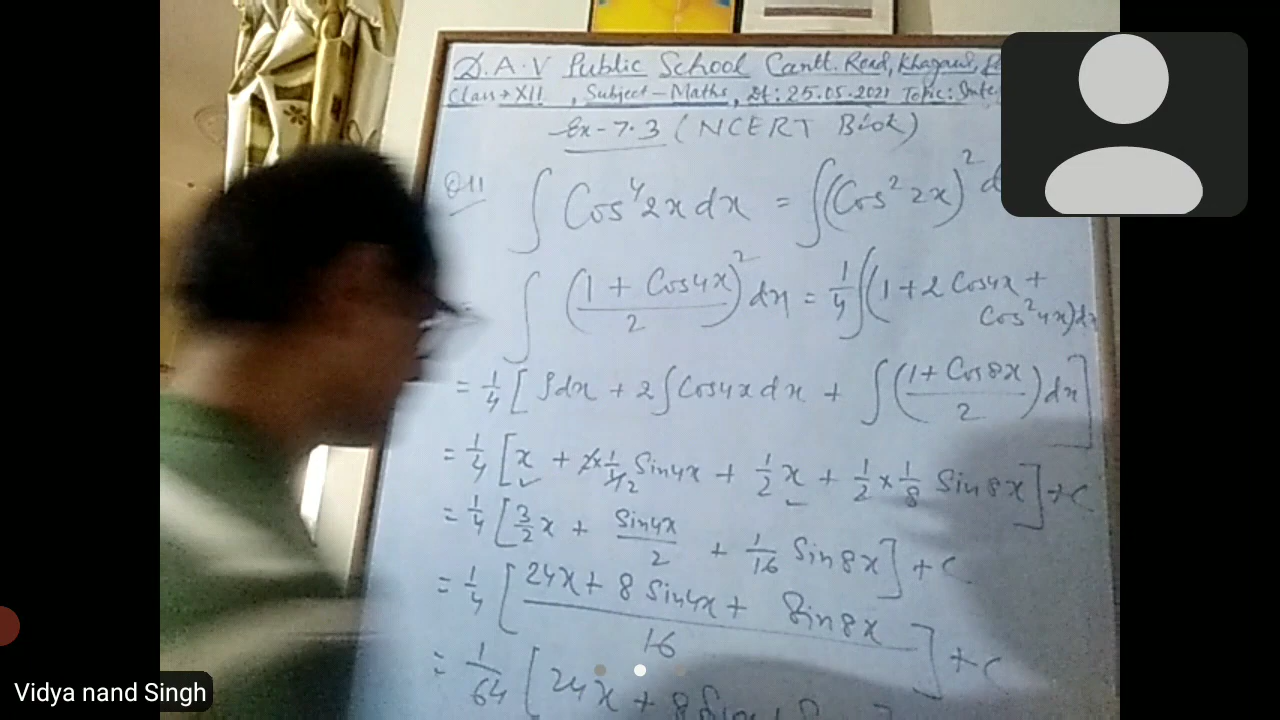 D.A.V Public School Cantt. Road, Khagaul,
Class → XII , Subject - Maths, Dt: 25.05.2021 Topic: Inte
Ex-7.3 (NCERT Book)
Q11 ∫ Cos⁴2x dx = ∫(Cos² 2x)² d
∫ ((1 + Cos4x)/2)² dx = 1/4 ∫(1 + 2 Cos4x +
Cos²4x)dx
= 1/4 [ ∫dx + 2∫Cos4x dx + ∫((1 + Cos8x)/2) dx ]
= 1/4 [ x + 2×1/4 2 Sin4x + 1/2 x + 1/2 × 1/8 Sin8x ] + C
= 1/4 [ 3/2 x + Sin4x/2 + 1/16 Sin8x ] + C
= 1/4 [ (24x + 8 Sin4x + Sin8x)/16 ] + C
= 1/64 [ 24x + 8 Sin
Vidya nand Singh